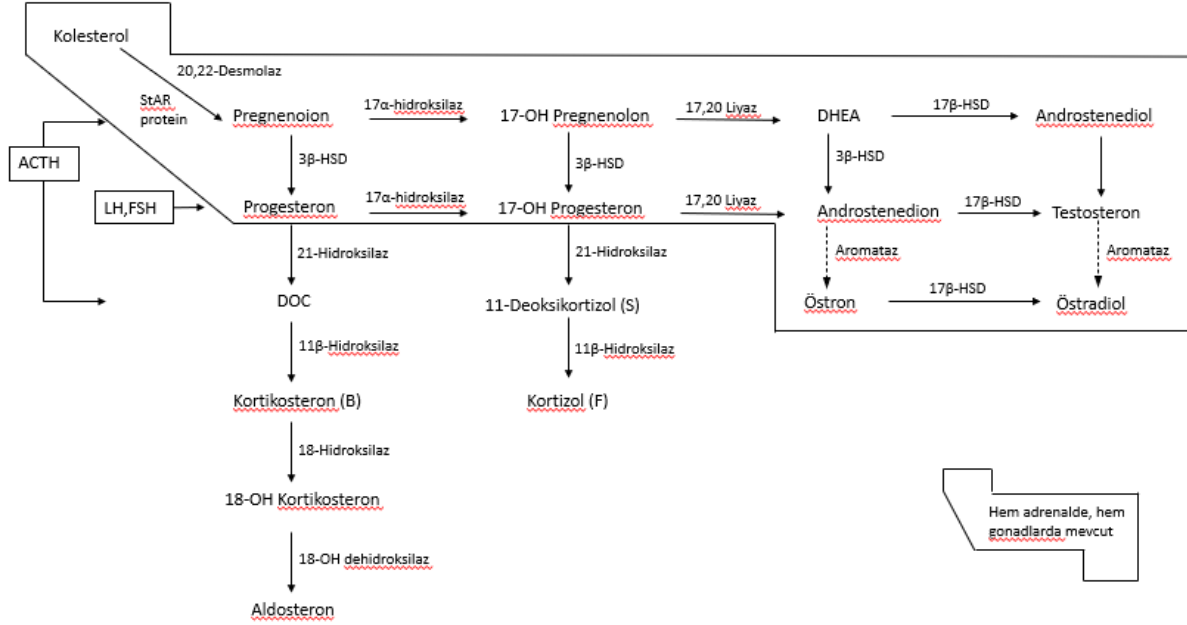 Kolesterol
20,22-Desmolaz
StAR
protein
Pregnenoion
17α-hidroksilaz
17-OH Pregnenolon
17,20 Liyaz
DHEA
17β-HSD
Androstenediol
ACTH
3β-HSD
3β-HSD
3β-HSD
LH,FSH
Progesteron
17α-hidroksilaz
17-OH Progesteron
17,20 Liyaz
Androstenedion
17β-HSD
Testosteron
21-Hidroksilaz
21-Hidroksilaz
Aromataz
Aromataz
DOC
11-Deoksikortizol (S)
Östron
17β-HSD
Östradiol
11β-Hidroksilaz
11β-Hidroksilaz
Kortikosteron (B)
Kortizol (F)
18-Hidroksilaz
18-OH Kortikosteron
Hem adrenalde, hem
gonadlarda mevcut
18-OH dehidroksilaz
Aldosteron